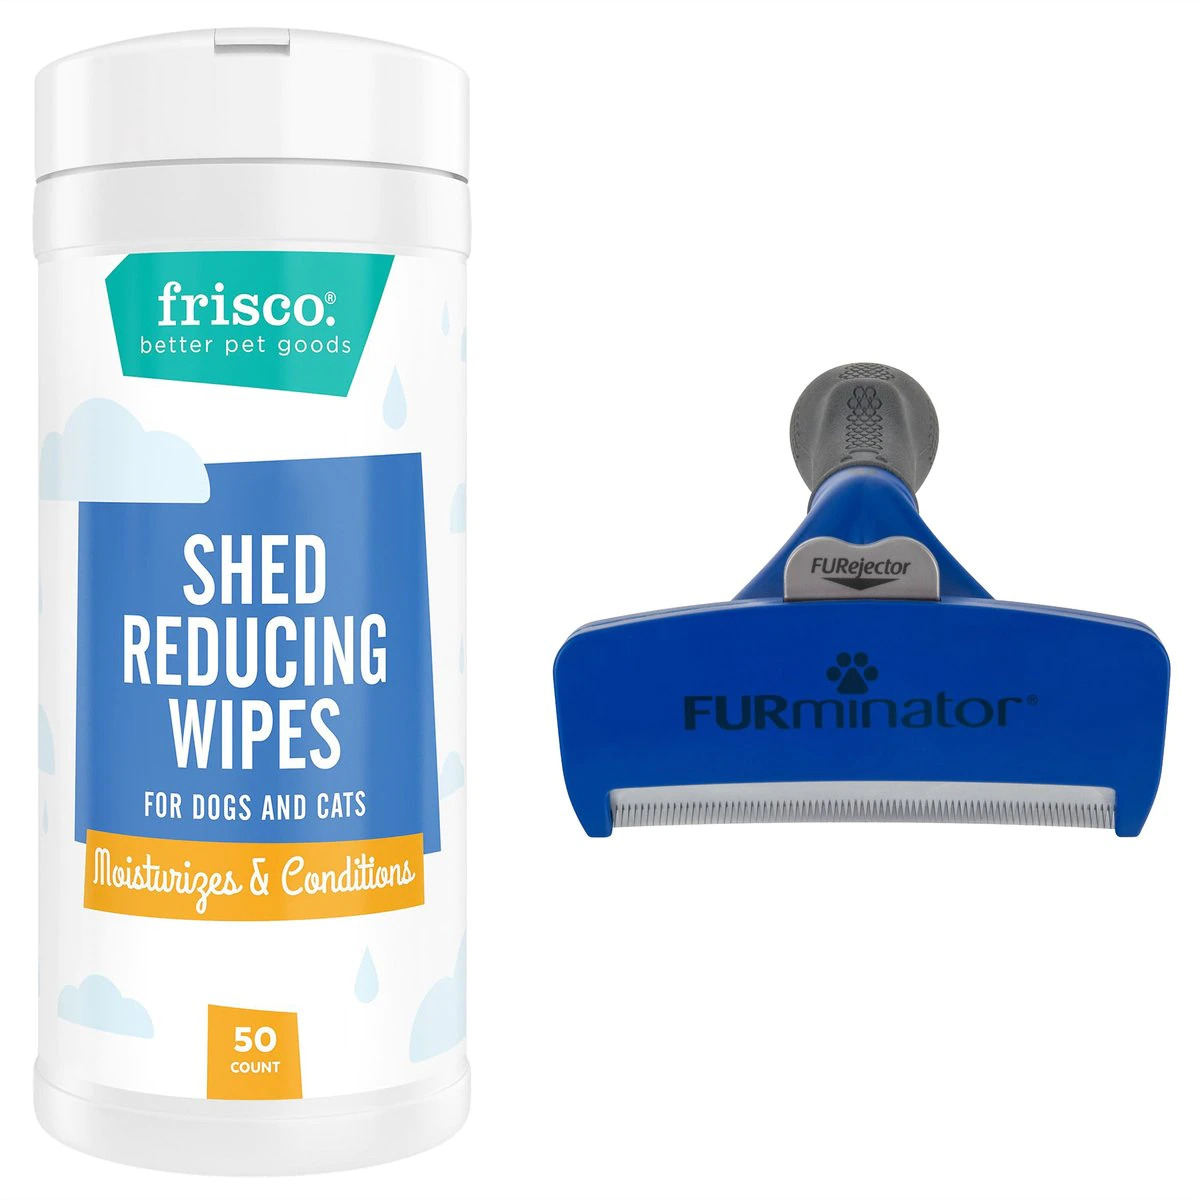 frisco.®
better pet goods
SHED
REDUCING
WIPES
FOR DOGS AND CATS
Moisturizes & Conditions
50
COUNT
FURejector
FURminator®